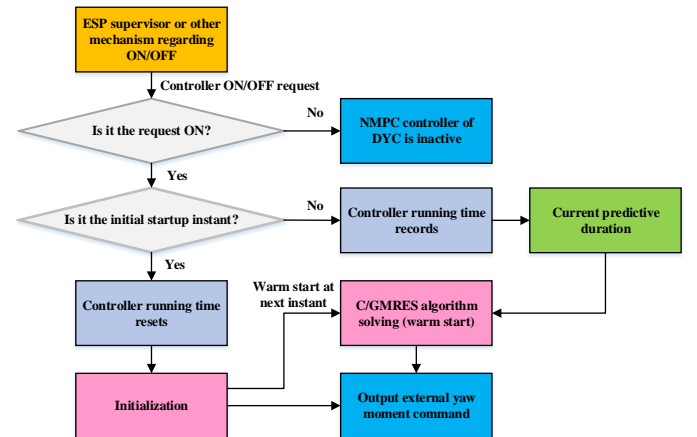 ESP supervisor or other
mechanism regarding
ON/OFF
Controller ON/OFF request
Is it the request ON?
No
NMPC controller of
DYC is inactive
Yes
Is it the initial startup instant?
No
Controller running time
records
Current predictive
duration
Yes
Controller running time
resets
Warm start at
next instant
C/GMRES algorithm
solving (warm start)
Initialization
Output external yaw
moment command